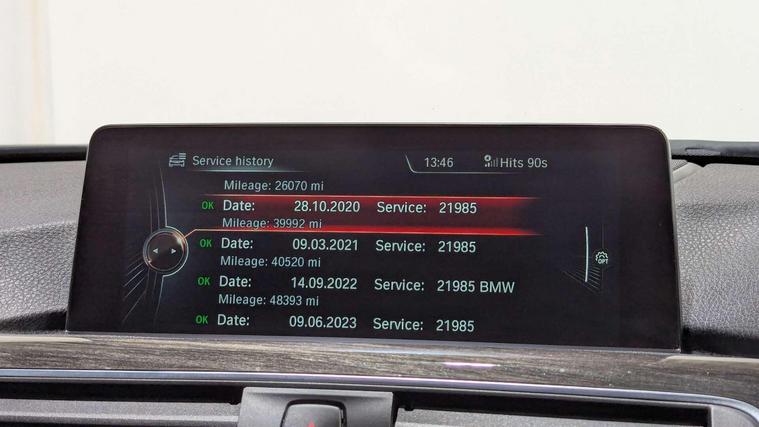 Service history 13:46 Hits 90s
Mileage: 26070 mi
OK Date: 28.10.2020 Service: 21985
Mileage: 39992 mi
OK Date: 09.03.2021 Service: 21985
Mileage: 40520 mi
OK Date: 14.09.2022 Service: 21985 BMW
Mileage: 48393 mi
OK Date: 09.06.2023 Service: 21985
OPT